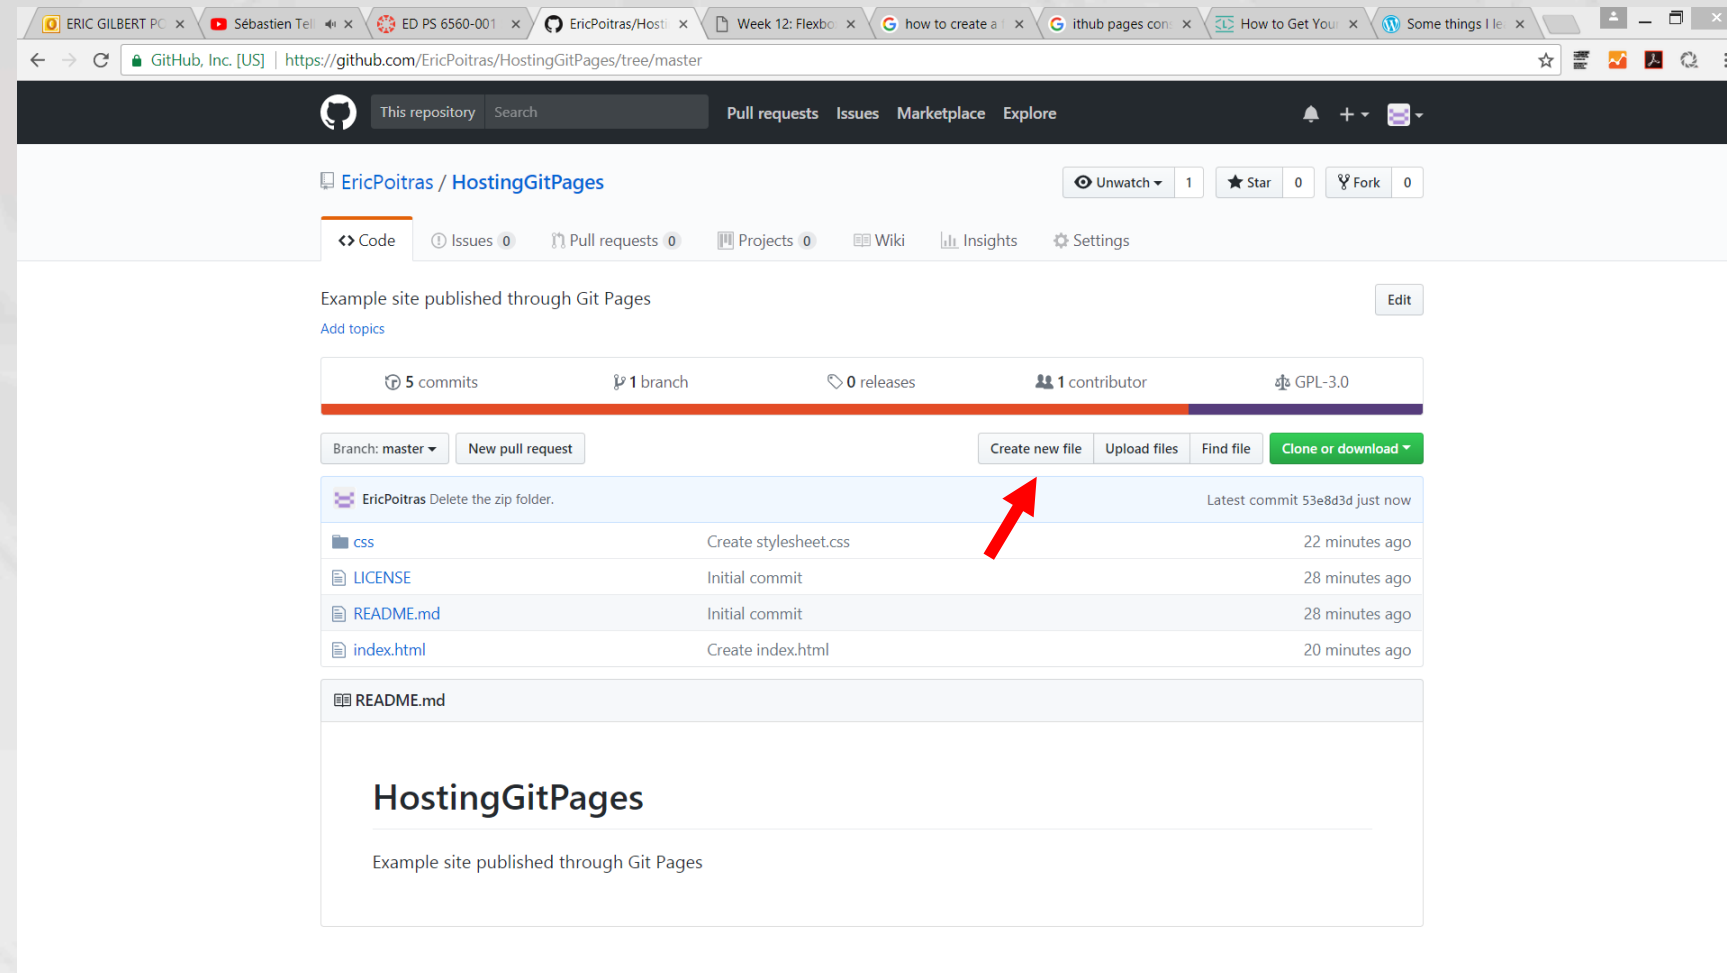 ERIC GILBERT PO Sébastien Tell ED PS 6560-001 EricPoitras/Hosti Week 12: Flexbo how to create a ithub pages con How to Get Your Some things I le
GitHub, Inc. [US] https://github.com/EricPoitras/HostingGitPages/tree/master
This repository Search Pull requests Issues Marketplace Explore
EricPoitras / HostingGitPages Unwatch 1 Star 0 Fork 0
Code Issues 0 Pull requests 0 Projects 0 Wiki Insights Settings
Example site published through Git Pages Edit
Add topics
5 commits 1 branch 0 releases 1 contributor GPL-3.0
Branch: master New pull request Create new file Upload files Find file Clone or download
EricPoitras Delete the zip folder. Latest commit 53e8d3d just now
css Create stylesheet.css 22 minutes ago
LICENSE Initial commit 28 minutes ago
README.md Initial commit 28 minutes ago
index.html Create index.html 20 minutes ago
README.md
HostingGitPages
Example site published through Git Pages